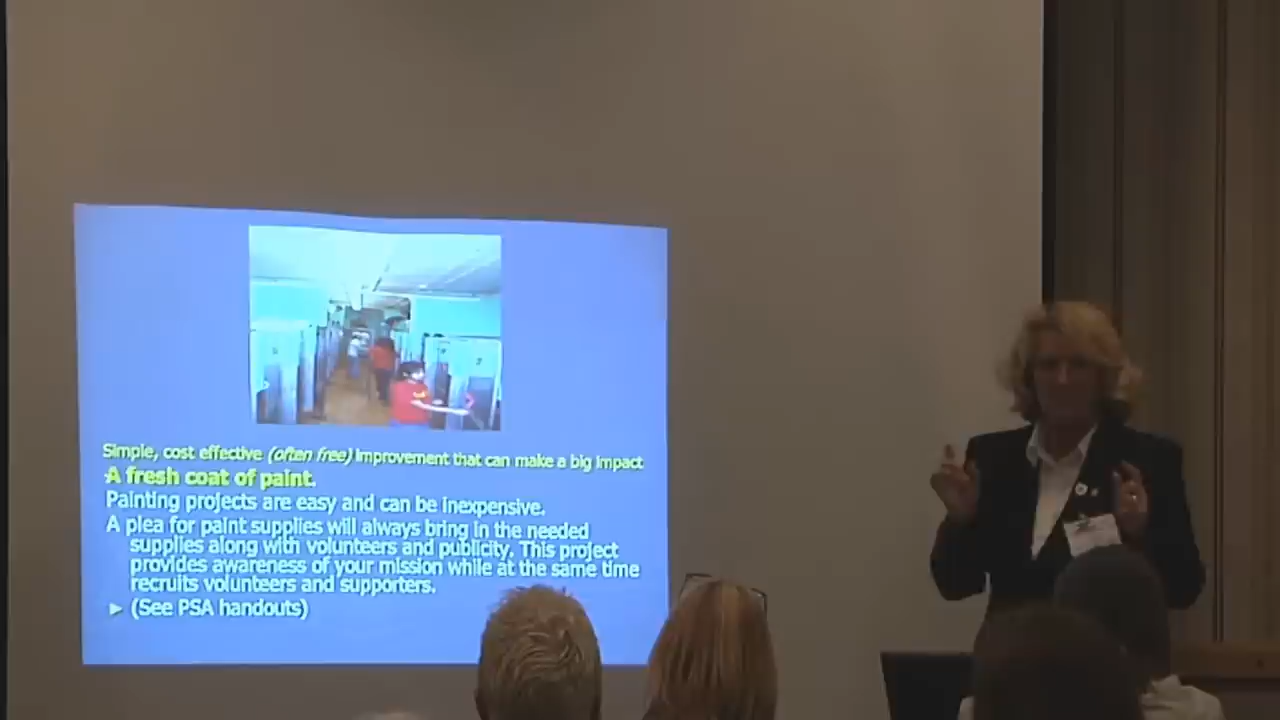 Simple, cost effective (often free) improvement that can make a big impact
A fresh coat of paint.
Painting projects are easy and can be inexpensive.
A plea for paint supplies will always bring in the needed
supplies along with volunteers and publicity. This project
provides awareness of your mission while at the same time
recruits volunteers and supporters.
► (See PSA handouts)